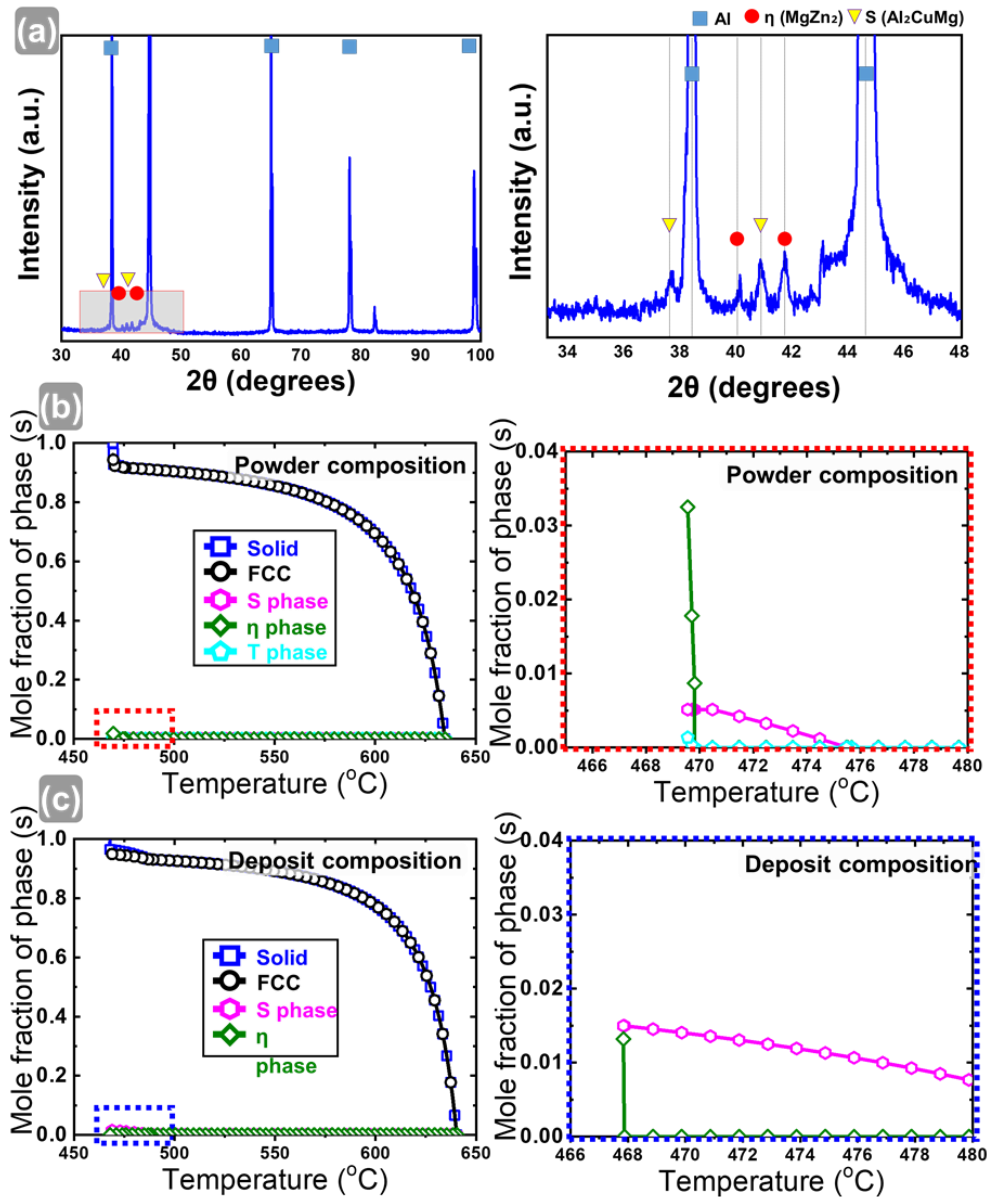 (a)
Al
η (MgZn₂)
S (Al₂CuMg)
Intensity (a.u.)
30 40 50 60 70 80 90 100
2θ (degrees)
Intensity (a.u.)
34 36 38 40 42 44 46 48
2θ (degrees)
(b)
Mole fraction of phase (s)
1.0
0.8
0.6
0.4
0.2
0.0
Powder composition
Solid
FCC
S phase
η phase
T phase
450 500 550 600 650
Temperature (°C)
Mole fraction of phase (s)
0.04
0.03
0.02
0.01
0.00
Powder composition
466 468 470 472 474 476 478 480
Temperature (°C)
(c)
Mole fraction of phase (s)
1.0
0.8
0.6
0.4
0.2
0.0
Deposit composition
Solid
FCC
S phase
η
phase
450 500 550 600 650
Temperature (°C)
Mole fraction of phase (s)
0.04
0.03
0.02
0.01
0.00
Deposit composition
466 468 470 472 474 476 478 480
Temperature (°C)